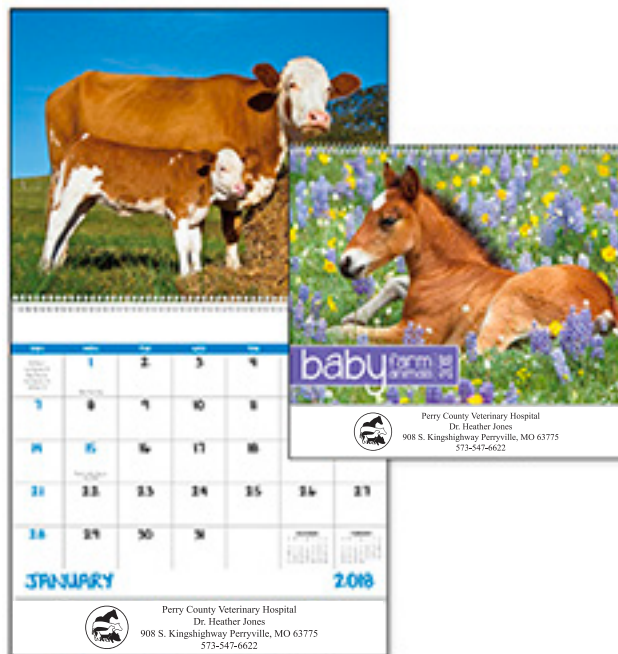 baby farm animals 2018
Perry County Veterinary Hospital
Dr. Heather Jones
908 S. Kingshighway Perryville, MO 63775
573-547-6622
1 2 3 4
7 8 9 10 11
14 15 16 17 18
21 22 23 24 25 26 27
28 29 30 31
JANUARY 2018
Perry County Veterinary Hospital
Dr. Heather Jones
908 S. Kingshighway Perryville, MO 63775
573-547-6622